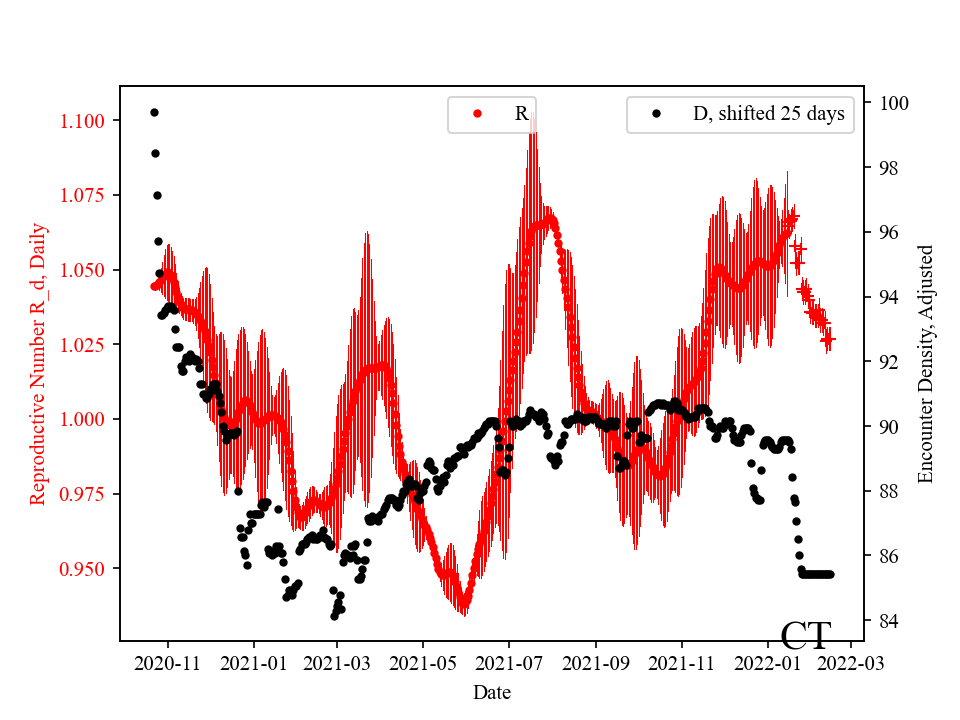 R
D, shifted 25 days
Reproductive Number R_d, Daily
1.100
1.075
1.050
1.025
1.000
0.975
0.950
100
98
96
94
92
90
88
86
84
Encounter Density, Adjusted
CT
2020-11 2021-01 2021-03 2021-05 2021-07 2021-09 2021-11 2022-01 2022-03
Date